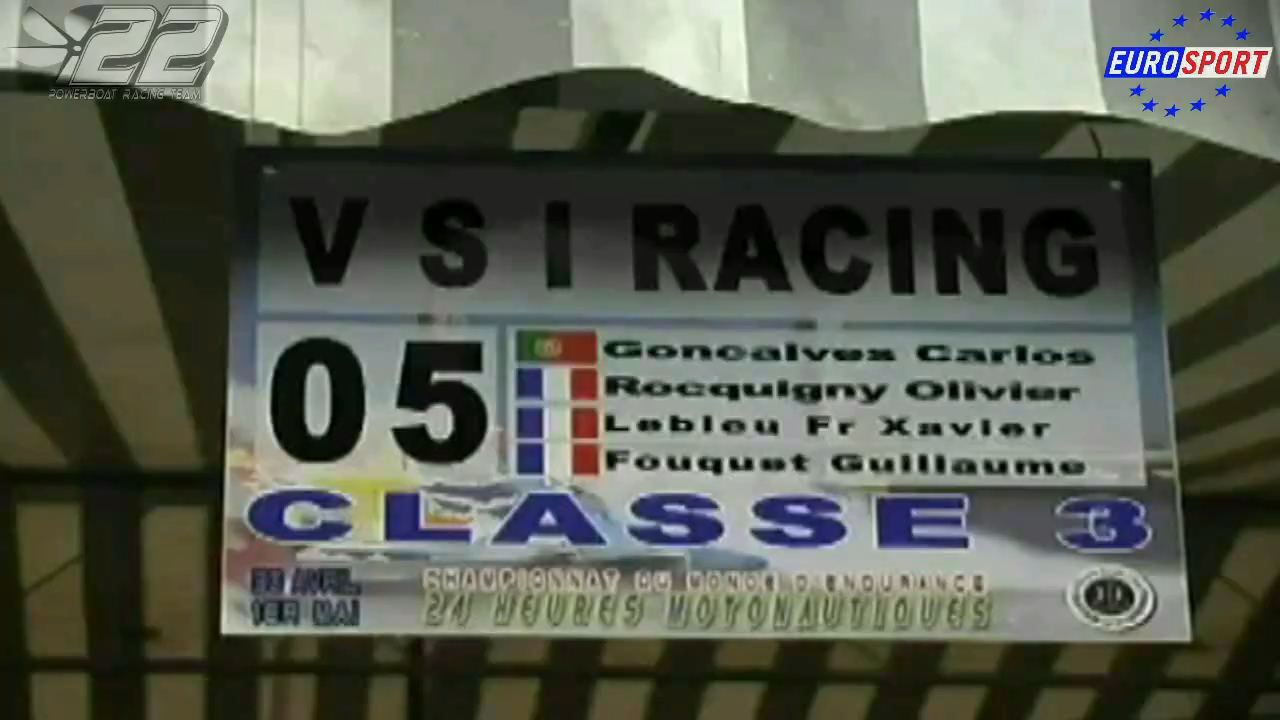 22
POWERBOAT RACING TEAM
EUROSPORT
V S I RACING
05
Goncalves Carlos
Rocquigny Olivier
Lebleu Fr Xavier
Fouquet Guillaume
CLASSE 3
AVRIL
1ER MAI
CHAMPIONNAT DU MONDE D'ENDURANCE
24 HEURES MOTONAUTIQUES